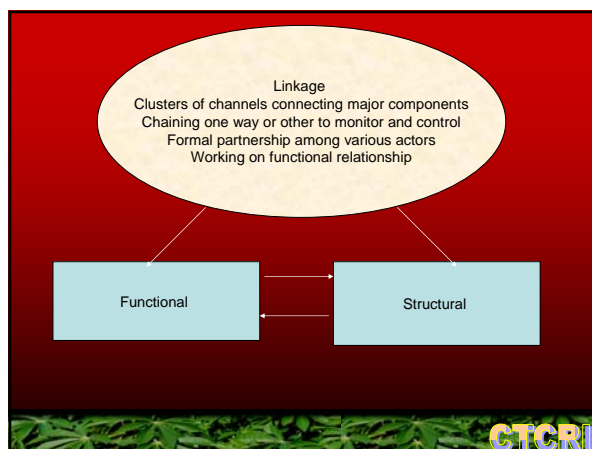 Linkage
Clusters of channels connecting major components
Chaining one way or other to monitor and control
Formal partnership among various actors
Working on functional relationship
Functional
Structural
CTCRI